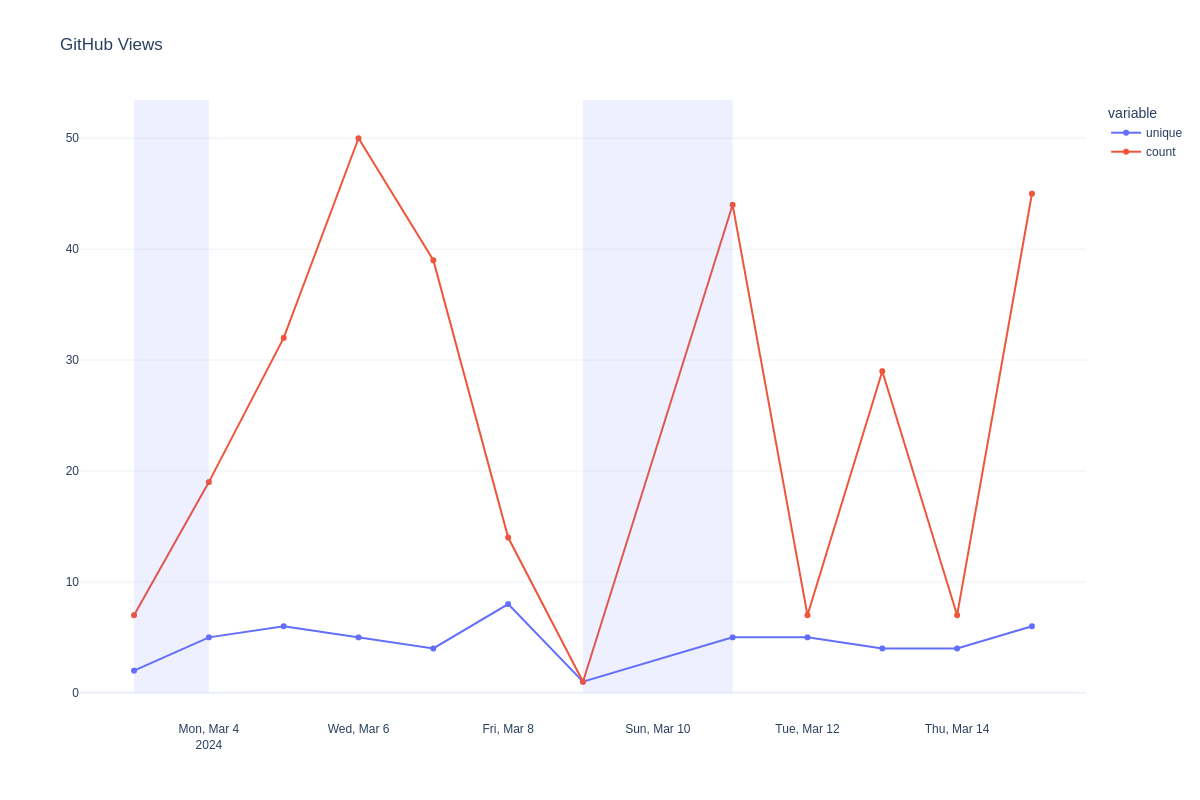 GitHub Views
variable
unique
count
50
40
30
20
10
0
Mon, Mar 4
2024
Wed, Mar 6
Fri, Mar 8
Sun, Mar 10
Tue, Mar 12
Thu, Mar 14